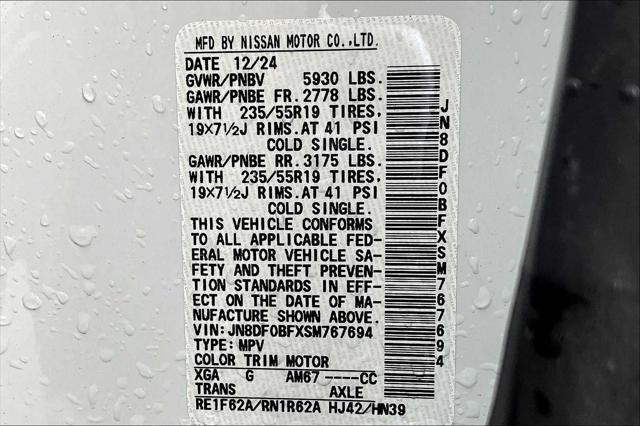 MFD BY NISSAN MOTOR CO.,LTD.
DATE 12/24
GVWR/PNBV 5930 LBS.
GAWR/PNBE FR. 2778 LBS.
WITH 235/55R19 TIRES,
19X7½J RIMS.AT 41 PSI
COLD SINGLE.
GAWR/PNBE RR. 3175 LBS.
WITH 235/55R19 TIRES,
19X7½J RIMS.AT 41 PSI
COLD SINGLE.
THIS VEHICLE CONFORMS
TO ALL APPLICABLE FED-
ERAL MOTOR VEHICLE SA-
FETY AND THEFT PREVEN-
TION STANDARDS IN EFF-
ECT ON THE DATE OF MA-
NUFACTURE SHOWN ABOVE.
VIN: JN8DF0BFXSM767694
TYPE: MPV
COLOR TRIM MOTOR
XGA G AM67 ----CC
TRANS AXLE
RE1F62A/RN1R62A HJ42/HN39
JN8DF0BFXSM767694